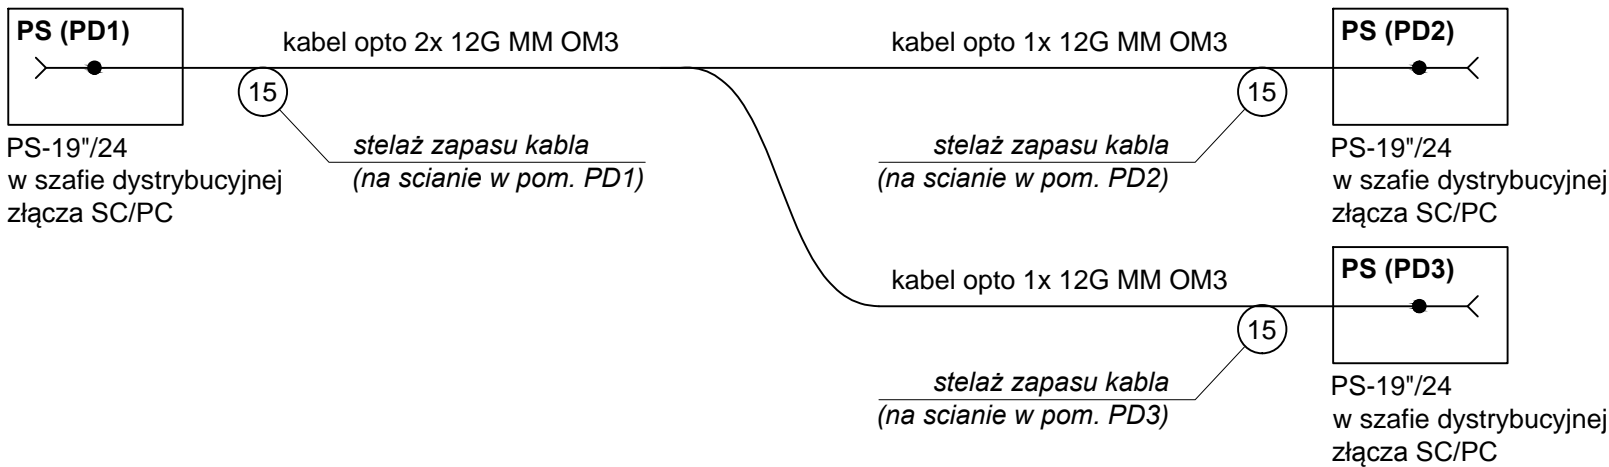 PS (PD1)
kabel opto 2x 12G MM OM3
kabel opto 1x 12G MM OM3
PS (PD2)
15
15
PS-19"/24
w szafie dystrybucyjnej
złącza SC/PC
stelaż zapasu kabla
(na scianie w pom. PD1)
stelaż zapasu kabla
(na scianie w pom. PD2)
PS-19"/24
w szafie dystrybucyjnej
złącza SC/PC
kabel opto 1x 12G MM OM3
PS (PD3)
15
stelaż zapasu kabla
(na scianie w pom. PD3)
PS-19"/24
w szafie dystrybucyjnej
złącza SC/PC